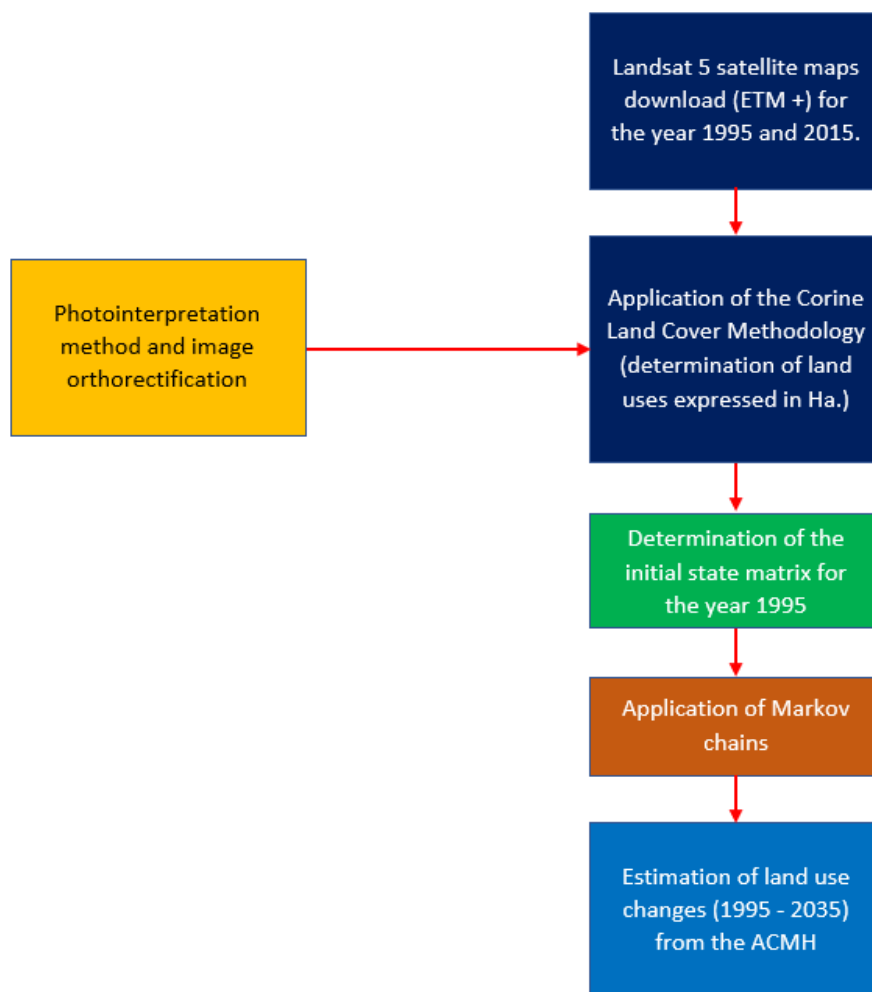 Landsat 5 satellite maps
download (ETM +) for
the year 1995 and 2015.
Photointerpretation
method and image
orthorectification
Application of the Corine
Land Cover Methodology
(determination of land
uses expressed in Ha.)
Determination of the
initial state matrix for
the year 1995
Application of Markov
chains
Estimation of land use
changes (1995 - 2035)
from the ACMH